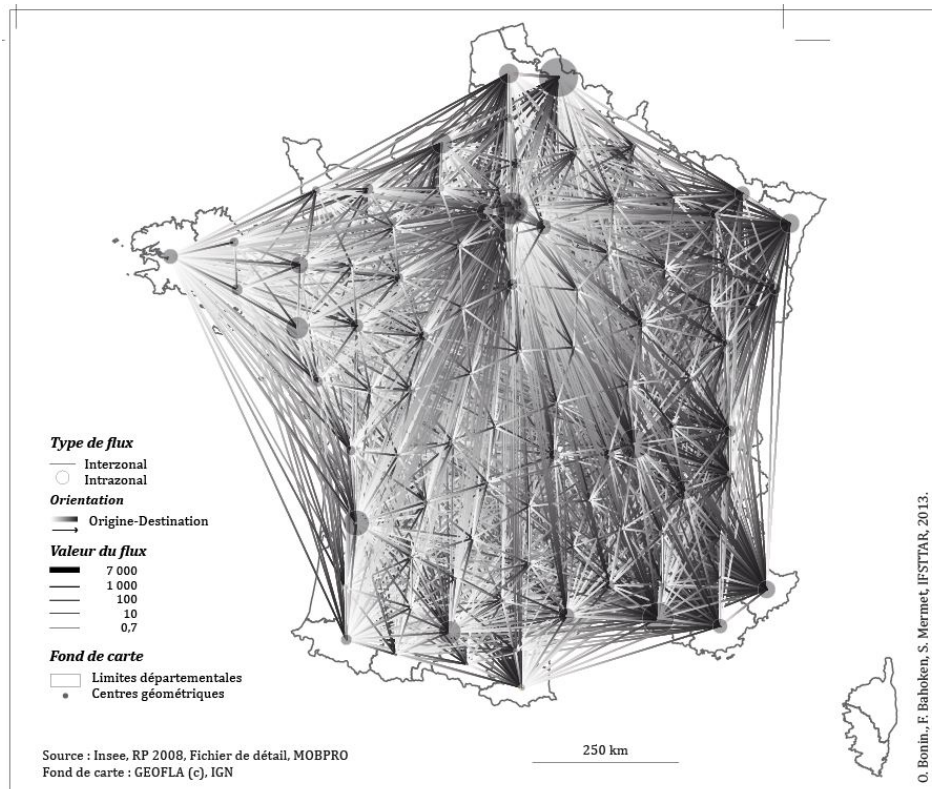 Type de flux
Interzonal
Intrazonal
Orientation
Origine-Destination
Valeur du flux
7 000
1 000
100
10
0,7
Fond de carte
Limites départementales
Centres géométriques
Source : Insee, RP 2008, Fichier de détail, MOBPRO
Fond de carte : GEOFLA (c), IGN
250 km
O. Bonin., F. Bahoken, S. Mermet, IFSTTAR, 2013.